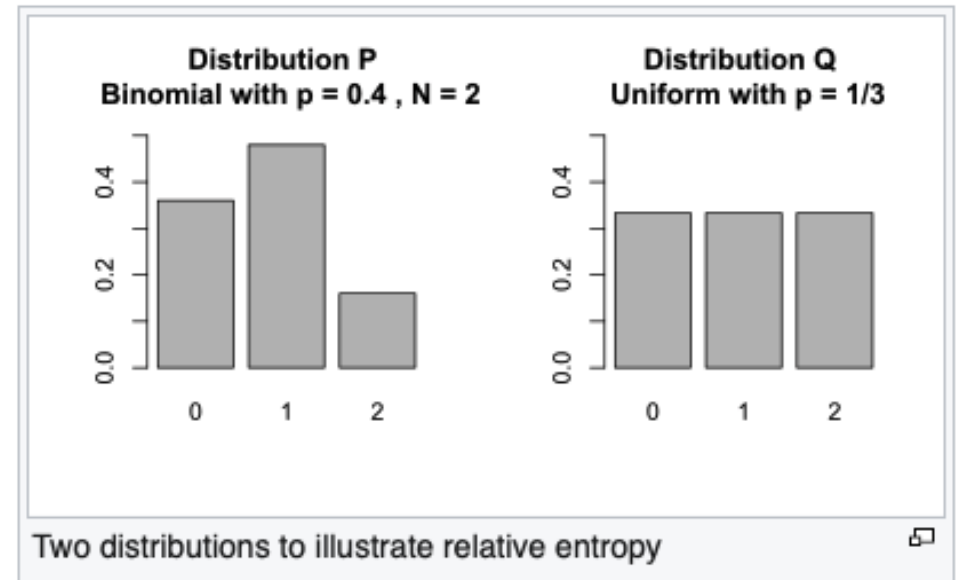 Distribution P
Binomial with p = 0.4 , N = 2
0.4
0.2
0.0
0 1 2
Distribution Q
Uniform with p = 1/3
0.4
0.2
0.0
0 1 2
Two distributions to illustrate relative entropy